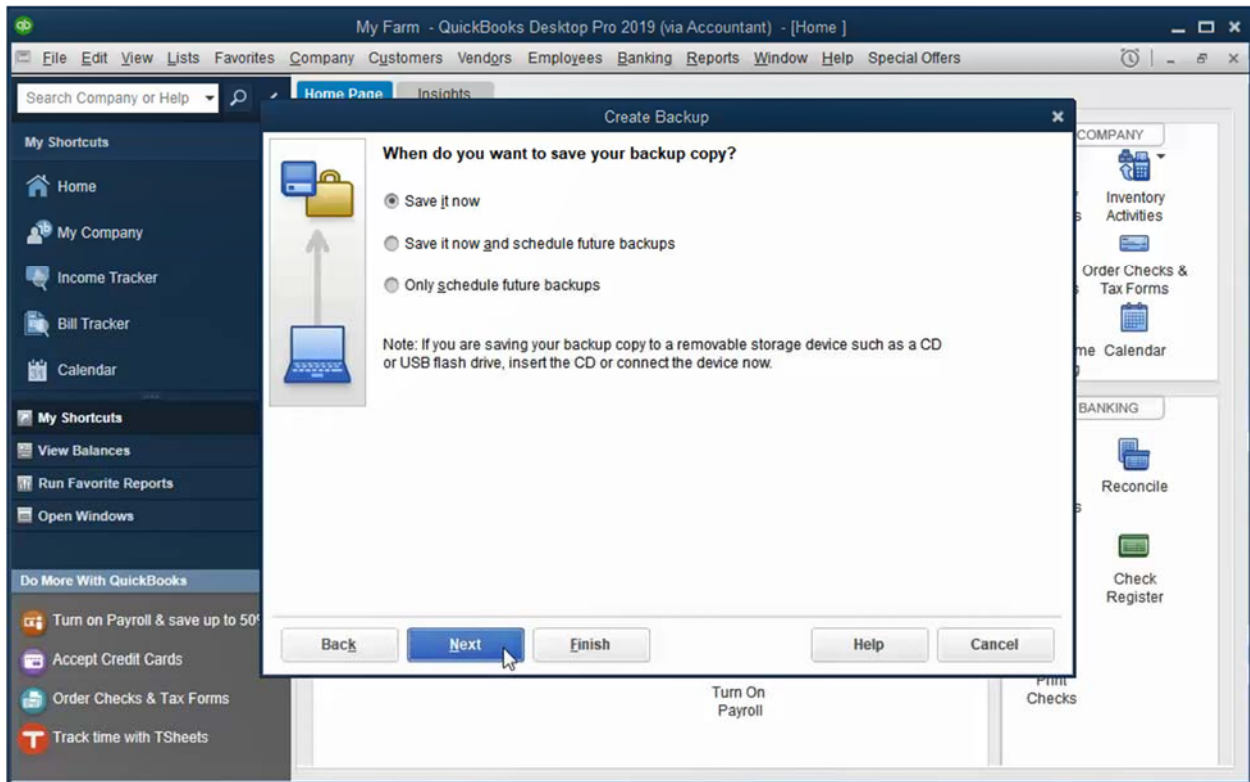 qb
My Farm - QuickBooks Desktop Pro 2019 (via Accountant) - [Home ]
File Edit View Lists Favorites Company Customers Vendors Employees Banking Reports Window Help Special Offers
Search Company or Help
Home Page Insights
Create Backup
My Shortcuts
Home
My Company
Income Tracker
Bill Tracker
Calendar
My Shortcuts
View Balances
Run Favorite Reports
Open Windows
Do More With QuickBooks
Turn on Payroll & save up to 50
Accept Credit Cards
Order Checks & Tax Forms
Track time with TSheets
When do you want to save your backup copy?
Save it now
Save it now and schedule future backups
Only schedule future backups
Note: If you are saving your backup copy to a removable storage device such as a CD
or USB flash drive, insert the CD or connect the device now.
Back Next Finish Help Cancel
Turn On
Payroll
COMPANY
Inventory
Activities
Order Checks &
Tax Forms
Calendar
BANKING
Reconcile
Check
Register
Print
Checks